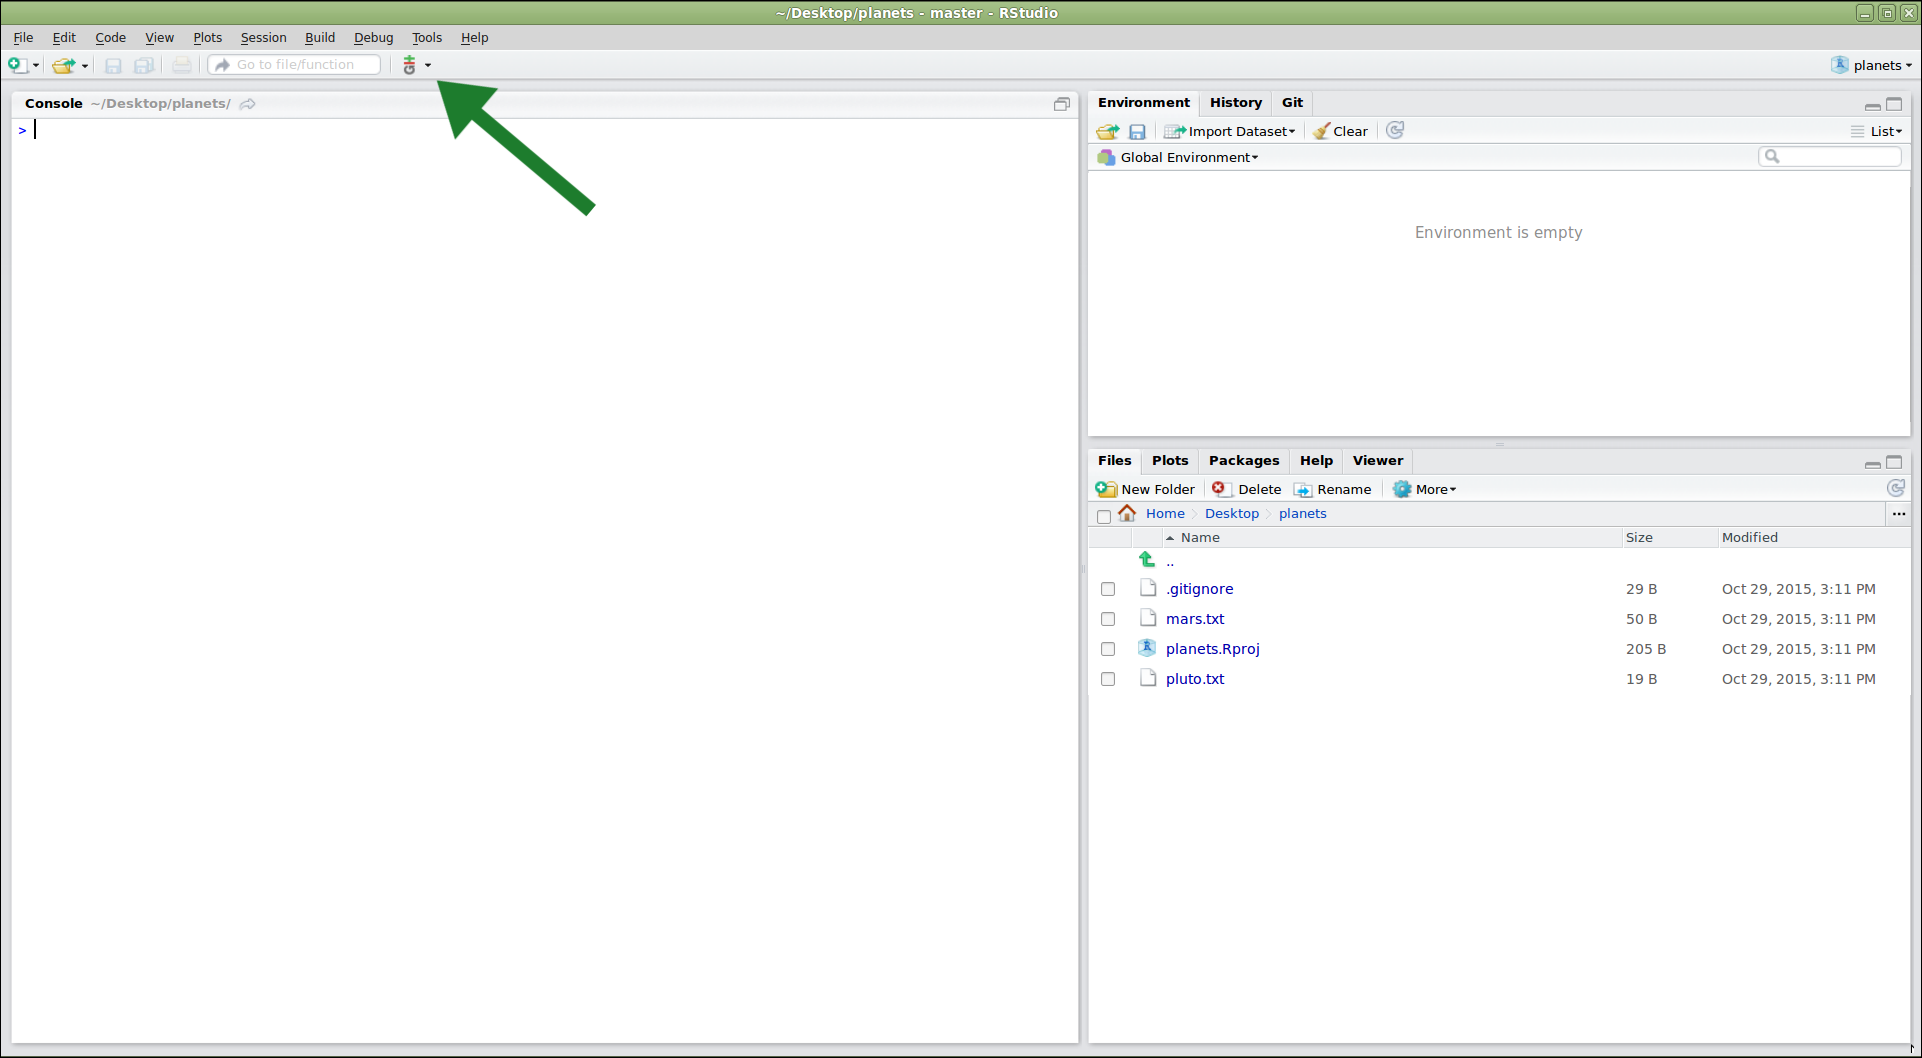 ~/Desktop/planets - master - RStudio
File Edit Code View Plots Session Build Debug Tools Help
Go to file/function planets
Console ~/Desktop/planets/
>
Environment History Git
Import Dataset Clear List
Global Environment
Environment is empty
Files Plots Packages Help Viewer
New Folder Delete Rename More
Home Desktop planets ...
Name Size Modified
..
.gitignore 29 B Oct 29, 2015, 3:11 PM
mars.txt 50 B Oct 29, 2015, 3:11 PM
planets.Rproj 205 B Oct 29, 2015, 3:11 PM
pluto.txt 19 B Oct 29, 2015, 3:11 PM